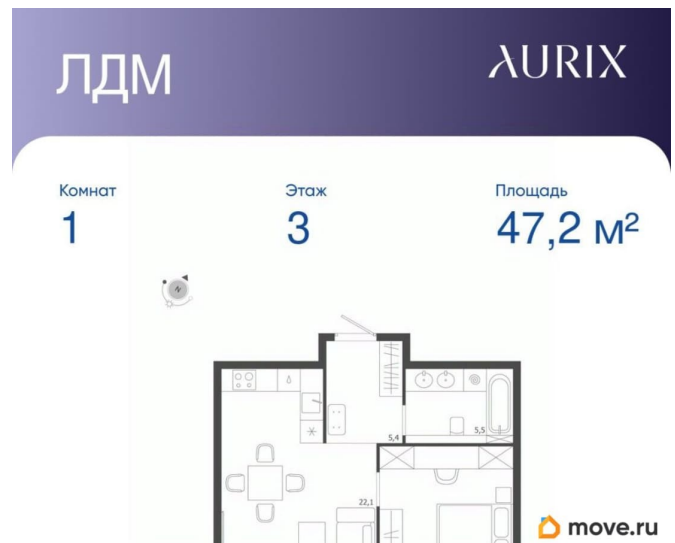 ЛДМ
AURIX
Комнат
Этаж
Площадь
1
3
47,2 м²
N
5,4
5,5
22,1
move.ru